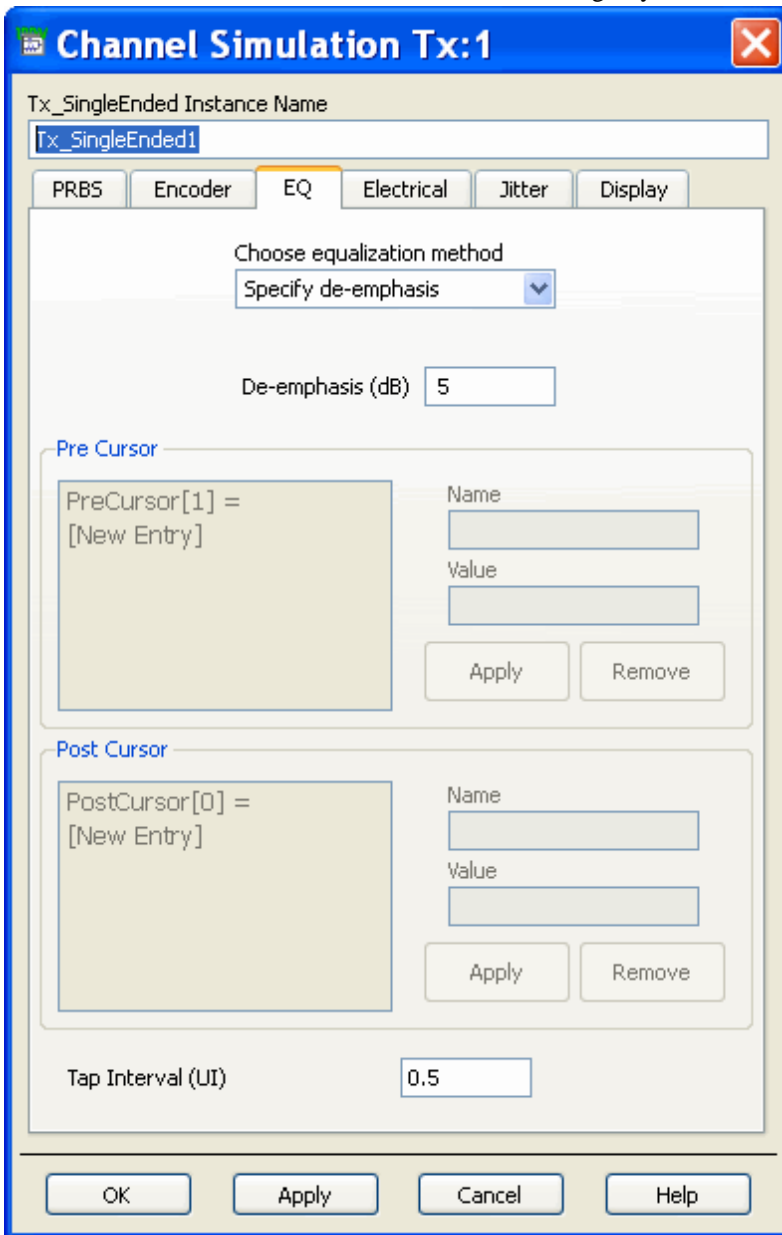 Channel Simulation Tx:1
Tx_SingleEnded Instance Name
Tx_SingleEnded1
PRBS Encoder EQ Electrical Jitter Display
Choose equalization method
Specify de-emphasis
De-emphasis (dB) 5
Pre Cursor
PreCursor[1] =
[New Entry]
Name
Value
Apply Remove
Post Cursor
PostCursor[0] =
[New Entry]
Name
Value
Apply Remove
Tap Interval (UI) 0.5
OK Apply Cancel Help